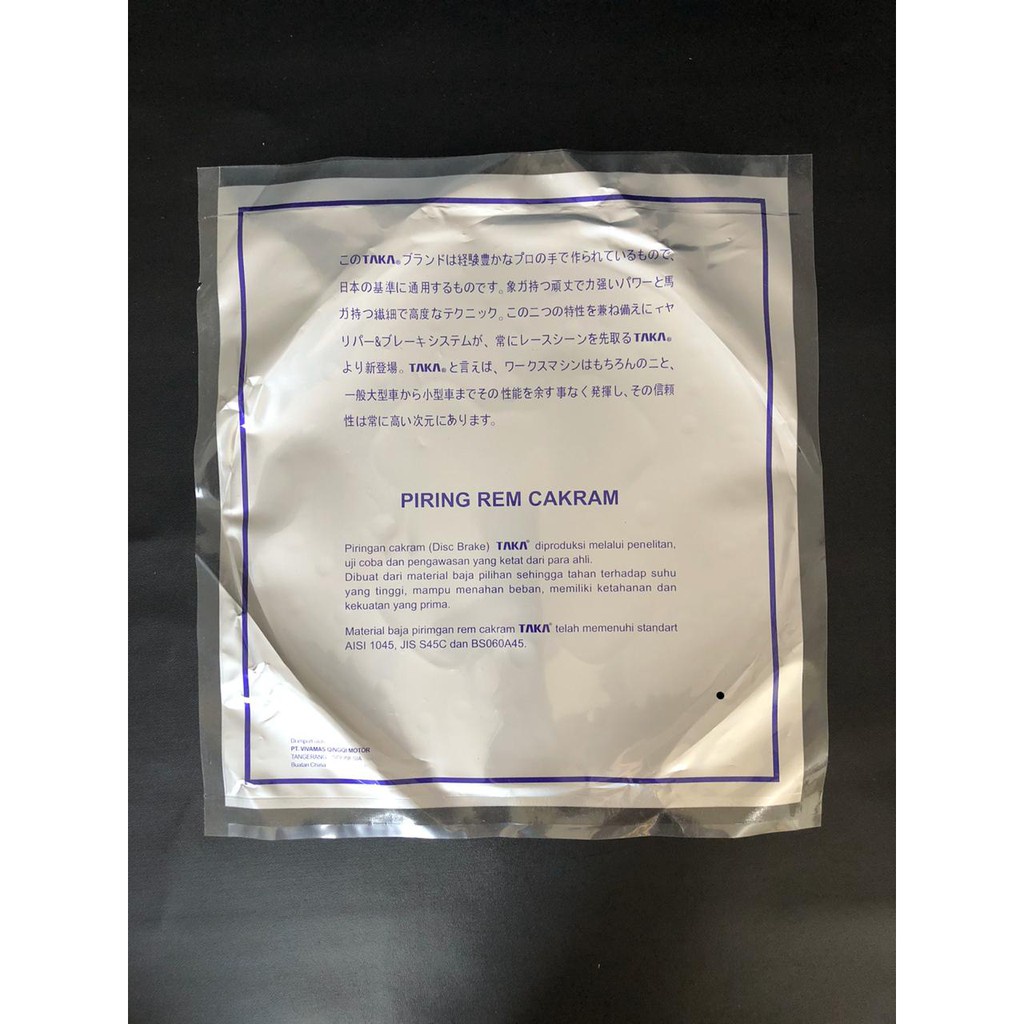 このTAKA®ブランドは経験豊かなプロの手で作られているもので、
日本の基準に適用するものです。象ガ持つ頑丈で力強いパワーと馬
ガ持つ繊細で高度なテクニック。この二つの特性を兼ね備えにィヤ
リパー&ブレーキシステムが、常にレースシーンを先取るTAKA®
より新登場。TAKA®と言えば、ワークスマシンはもちろんのニと、
一般大型車から小型車までその性能を余す事なく発揮し、その信頼
性は常に高い次元にあります。
PIRING REM CAKRAM
Piringan cakram (Disc Brake) TAKA® diproduksi melalui penelitan,
uji coba dan pengawasan yang ketat dari para ahli.
Dibuat dari material baja pilihan sehingga tahan terhadap suhu
yang tinggi, mampu menahan beban, memiliki ketahanan dan
kekuatan yang prima.
Material baja pirimgan rem cakram TAKA® telah memenuhi standart
AISI 1045, JIS S45C dan BS060A45.
PT. VIVAMAS QINGQI MOTOR
TANGERANG - INDONESIA
Buatan China